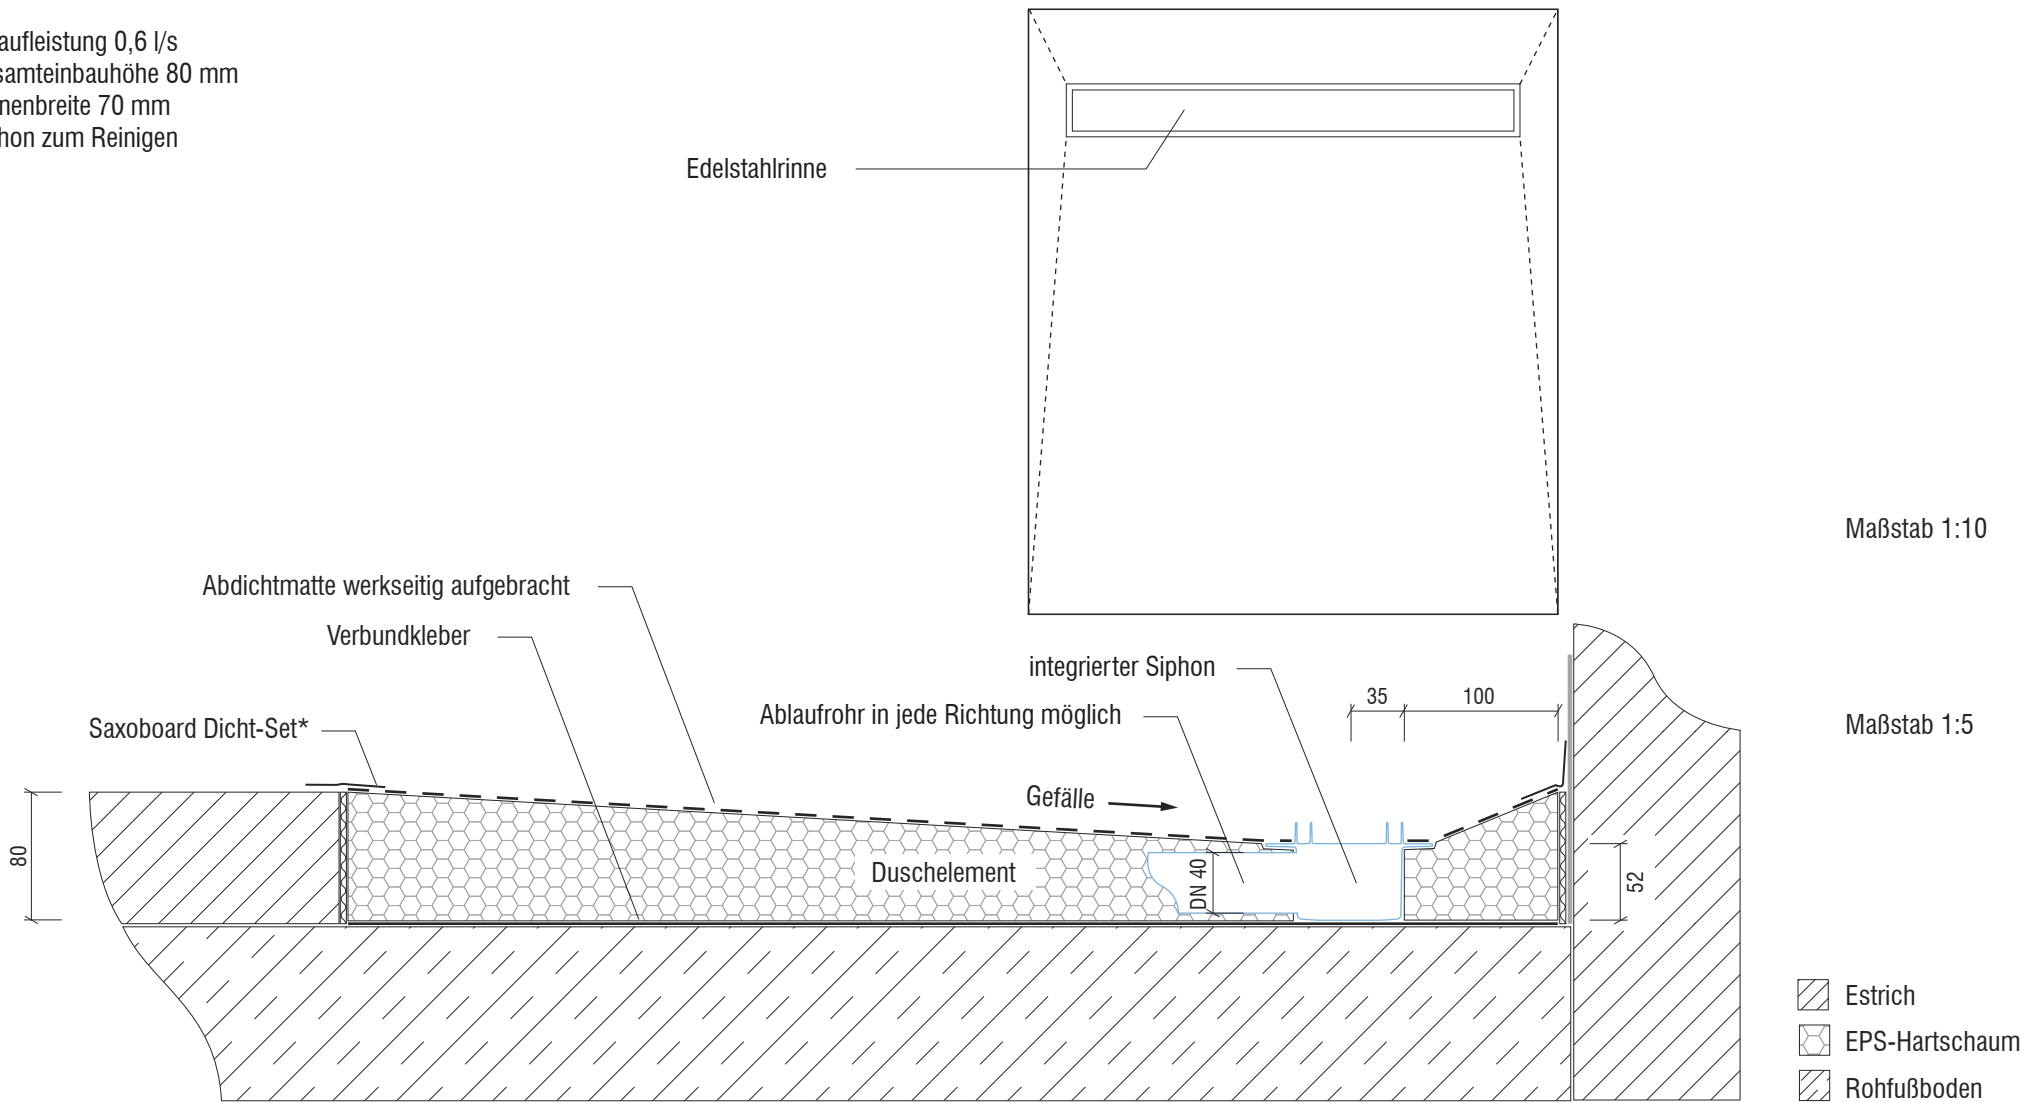 aufleistung 0,6 l/s
samteinbauhöhe 80 mm
nenbreite 70 mm
hon zum Reinigen
Edelstahlrinne
Maßstab 1:10
Abdichtmatte werkseitig aufgebracht
Verbundkleber
integrierter Siphon
35
100
Ablaufrohr in jede Richtung möglich
Saxoboard Dicht-Set*
Maßstab 1:5
Gefälle
80
Duschelement
DN 40
52
Estrich
EPS-Hartschaum
Rohfußboden